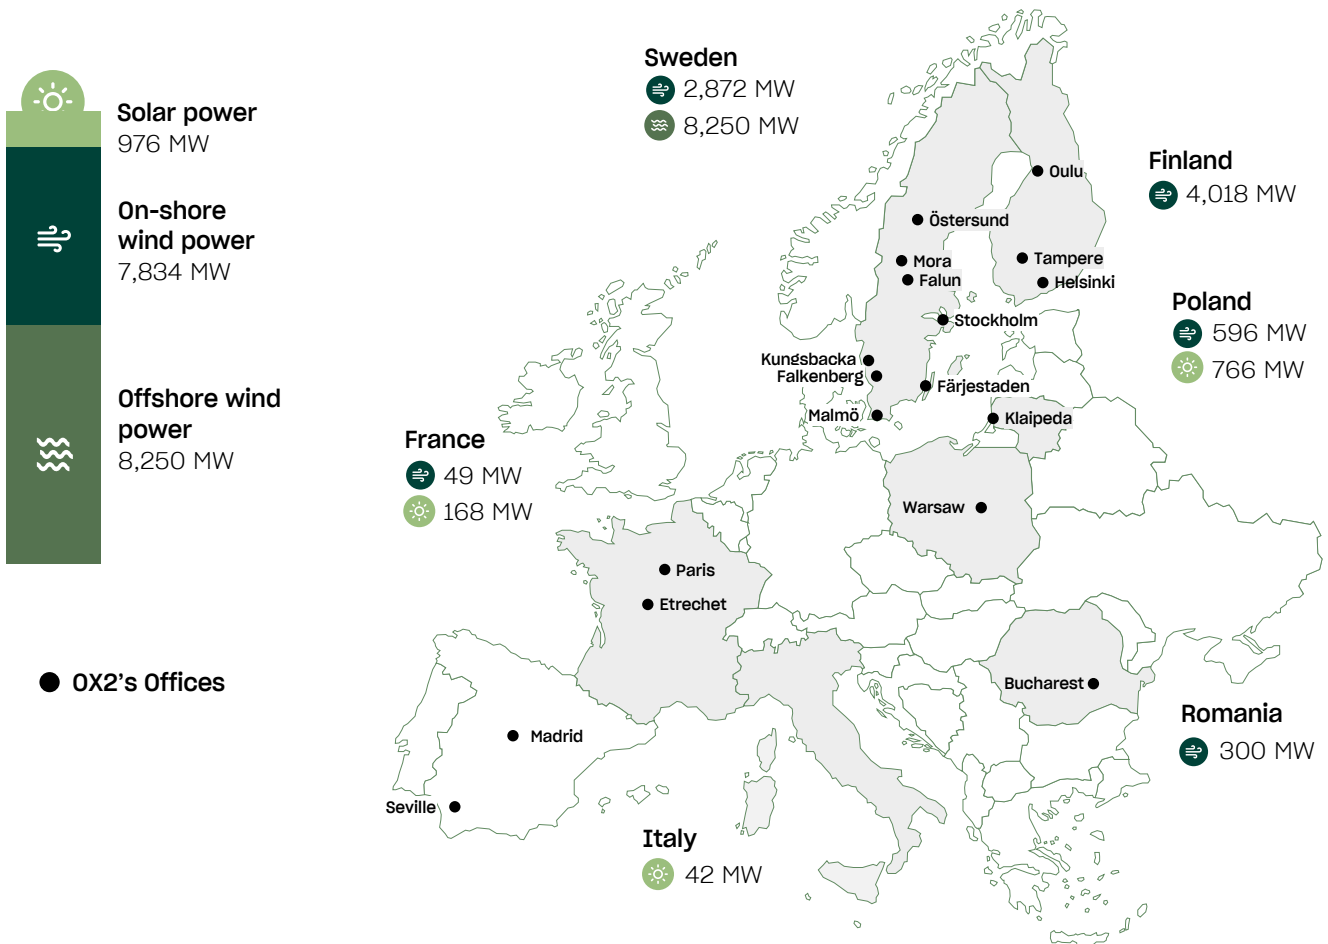 Solar power
976 MW
On-shore
wind power
7,834 MW
Offshore wind
power
8,250 MW
OX2's Offices
Sweden
2,872 MW
8,250 MW
Finland
4,018 MW
Poland
596 MW
766 MW
France
49 MW
168 MW
Romania
300 MW
Italy
42 MW
Oulu
Östersund
Mora
Falun
Tampere
Helsinki
Stockholm
Kungsbacka
Falkenberg
Färjestaden
Malmö
Klaipeda
Warsaw
Paris
Etrechet
Bucharest
Madrid
Seville